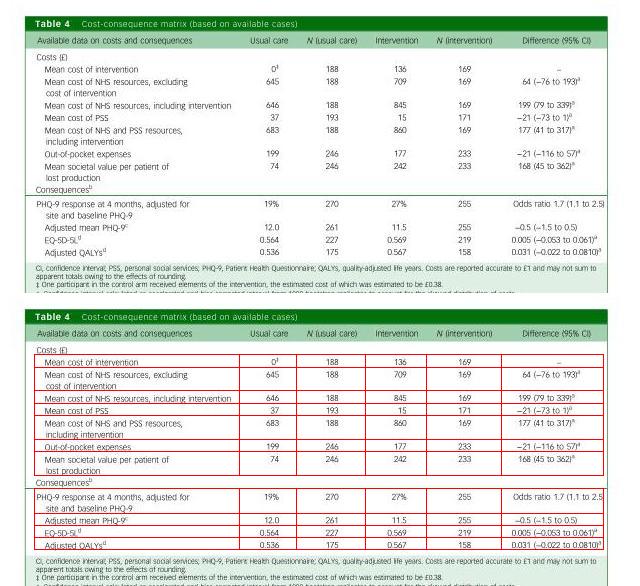 Table 4 Cost-consequence matrix (based on available cases)
Available data on costs and consequences Usual care N (usual care) Intervention N (intervention) Difference (95% CI)
Costs (£)
Mean cost of intervention 0‡ 188 136 169 –
Mean cost of NHS resources, excluding 645 188 709 169 64 (−76 to 193)ª
cost of intervention
Mean cost of NHS resources, including intervention 646 188 845 169 199 (79 to 339)ª
Mean cost of PSS 37 193 15 171 −21 (−73 to 1)ª
Mean cost of NHS and PSS resources, 683 188 860 169 177 (41 to 317)ª
including intervention
Out-of-pocket expenses 199 246 177 233 −21 (−116 to 57)ª
Mean societal value per patient of 74 246 242 233 168 (45 to 362)ª
lost production
Consequencesᵇ
PHQ-9 response at 4 months, adjusted for 19% 270 27% 255 Odds ratio 1.7 (1.1 to 2.5)
site and baseline PHQ-9
Adjusted mean PHQ-9ᶜ 12.0 261 11.5 255 −0.5 (−1.5 to 0.5)
EQ-5D-5Lᵈ 0.564 227 0.567 219 0.005 (−0.053 to 0.061)ª
Adjusted QALYsᵈ 0.536 175 0.567 158 0.031 (−0.022 to 0.0810)ª
CI, confidence interval; PSS, personal social services; PHQ-9, Patient Health Questionnaire; QALYs, quality-adjusted life years. Costs are reported accurate to £1 and may not sum to
apparent totals owing to the effects of rounding.
‡ One participant in the control arm received elements of the intervention, the estimated cost of which was estimated to be £0.38.
Table 4 Cost-consequence matrix (based on available cases)
Available data on costs and consequences Usual care N (usual care) Intervention N (intervention) Difference (95% CI)
Costs (£)
Mean cost of intervention 0‡ 188 136 169 –
Mean cost of NHS resources, excluding 645 188 709 169 64 (−76 to 193)ª
cost of intervention
Mean cost of NHS resources, including intervention 646 188 845 169 199 (79 to 339)ª
Mean cost of PSS 37 193 15 171 −21 (−73 to 1)ª
Mean cost of NHS and PSS resources, 683 188 860 169 177 (41 to 317)ª
including intervention
Out-of-pocket expenses 199 246 177 233 −21 (−116 to 57)ª
Mean societal value per patient of 74 246 242 233 168 (45 to 362)ª
lost production
Consequencesᵇ
PHQ-9 response at 4 months, adjusted for 19% 270 27% 255 Odds ratio 1.7 (1.1 to 2.5
site and baseline PHQ-9
Adjusted mean PHQ-9ᶜ 12.0 261 11.5 255 −0.5 (−1.5 to 0.5)
EQ-5D-5Lᵈ 0.564 227 0.567 219 0.005 (−0.053 to 0.061)ª
Adjusted QALYsᵈ 0.536 175 0.567 158 0.031 (−0.022 to 0.0810)ª
CI, confidence interval; PSS, personal social services; PHQ-9, Patient Health Questionnaire; QALYs, quality-adjusted life years. Costs are reported accurate to £1 and may not sum to
apparent totals owing to the effects of rounding.
‡ One participant in the control arm received elements of the intervention, the estimated cost of which was estimated to be £0.38.